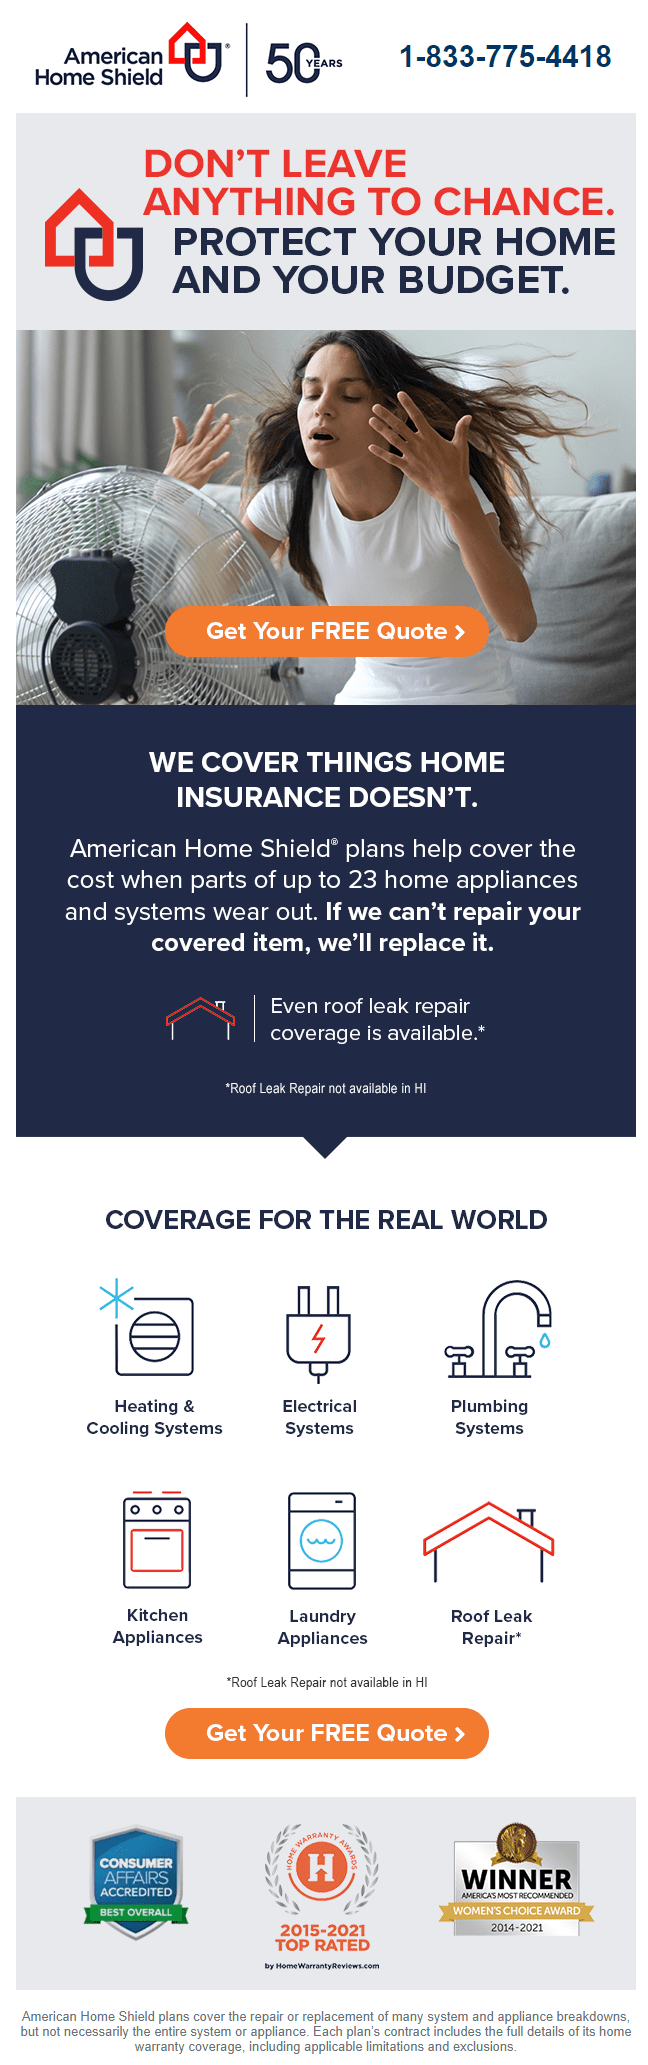 American
Home Shield®
50 YEARS
1-833-775-4418
DON'T LEAVE
ANYTHING TO CHANCE.
PROTECT YOUR HOME
AND YOUR BUDGET.
Get Your FREE Quote >
WE COVER THINGS HOME
INSURANCE DOESN'T.
American Home Shield® plans help cover the
cost when parts of up to 23 home appliances
and systems wear out. If we can't repair your
covered item, we'll replace it.
Even roof leak repair
coverage is available.*
*Roof Leak Repair not available in HI
COVERAGE FOR THE REAL WORLD
Heating &
Cooling Systems
Electrical
Systems
Plumbing
Systems
Kitchen
Appliances
Laundry
Appliances
Roof Leak
Repair*
*Roof Leak Repair not available in HI
Get Your FREE Quote >
CONSUMER
AFFAIRS
ACCREDITED
BEST OVERALL
HOME WARRANTY AWARDS
H
2015-2021
TOP RATED
by HomeWarrantyReviews.com
WINNER
AMERICA'S MOST RECOMMENDED
WOMEN'S CHOICE AWARD
2014-2021
American Home Shield plans cover the repair or replacement of many system and appliance breakdowns,
but not necessarily the entire system or appliance. Each plan's contract includes the full details of its home
warranty coverage, including applicable limitations and exclusions.